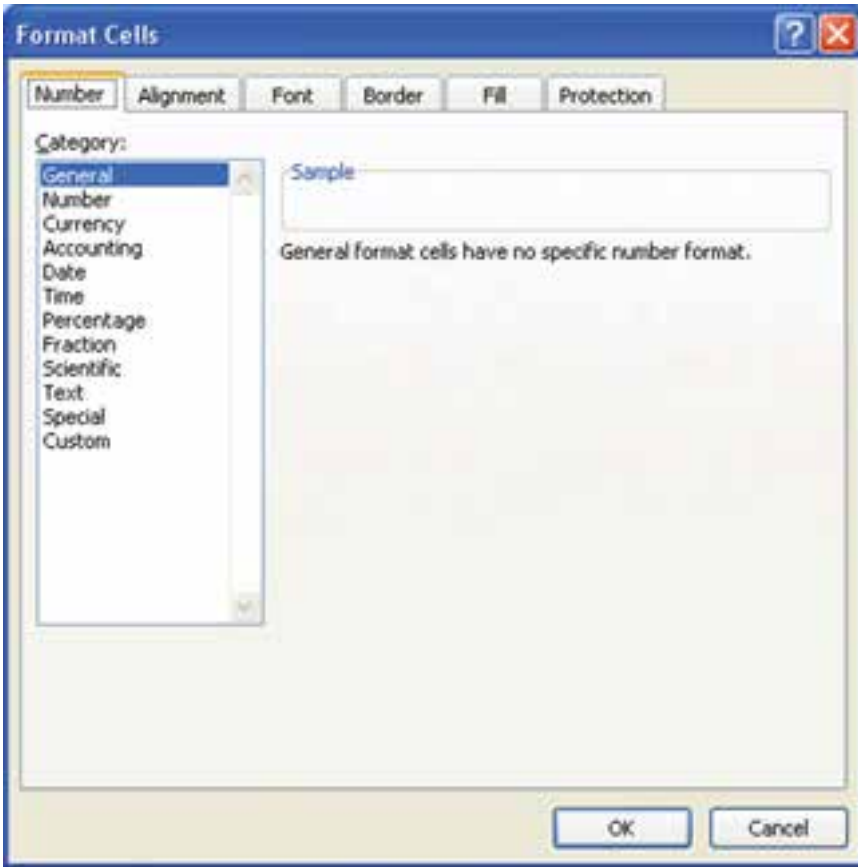 Format Cells
Number Alignment Font Border Fill Protection
Category:
General
Number
Currency
Accounting
Date
Time
Percentage
Fraction
Scientific
Text
Special
Custom
Sample
General format cells have no specific number format.
OK Cancel